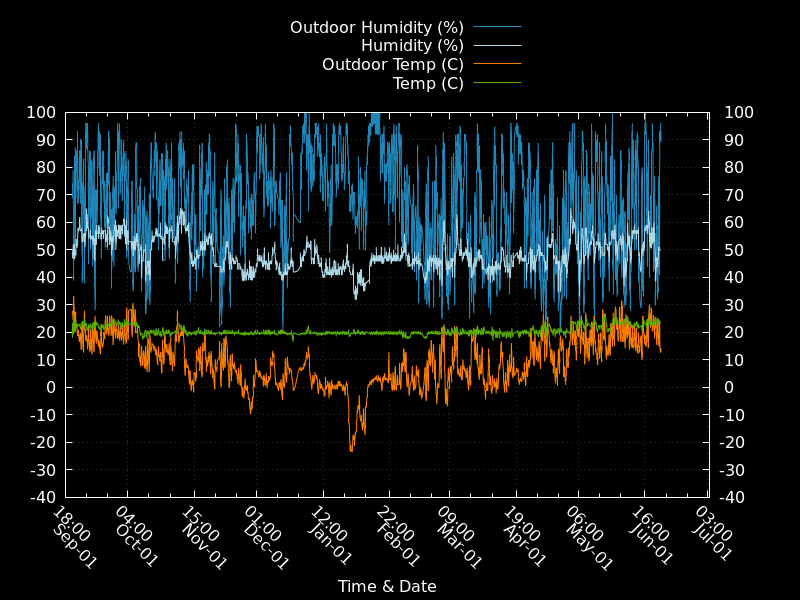 Outdoor Humidity (%)
Humidity (%)
Outdoor Temp (C)
Temp (C)
100 100
90 90
80 80
70 70
60 60
50 50
40 40
30 30
20 20
10 10
0 0
-10 -10
-20 -20
-30 -30
-40 -40
18:00 Sep-01
04:00 Oct-01
15:00 Nov-01
01:00 Dec-01
12:00 Jan-01
22:00 Feb-01
09:00 Mar-01
19:00 Apr-01
06:00 May-01
16:00 Jun-01
03:00 Jul-01
Time & Date